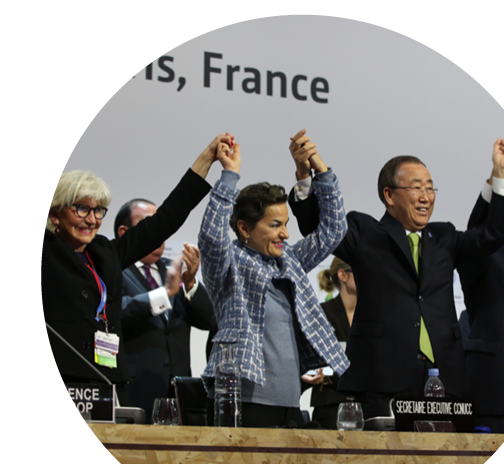 is, France
ENCE
OP
SECRETAIRE EXECUTIVE CCNUCC